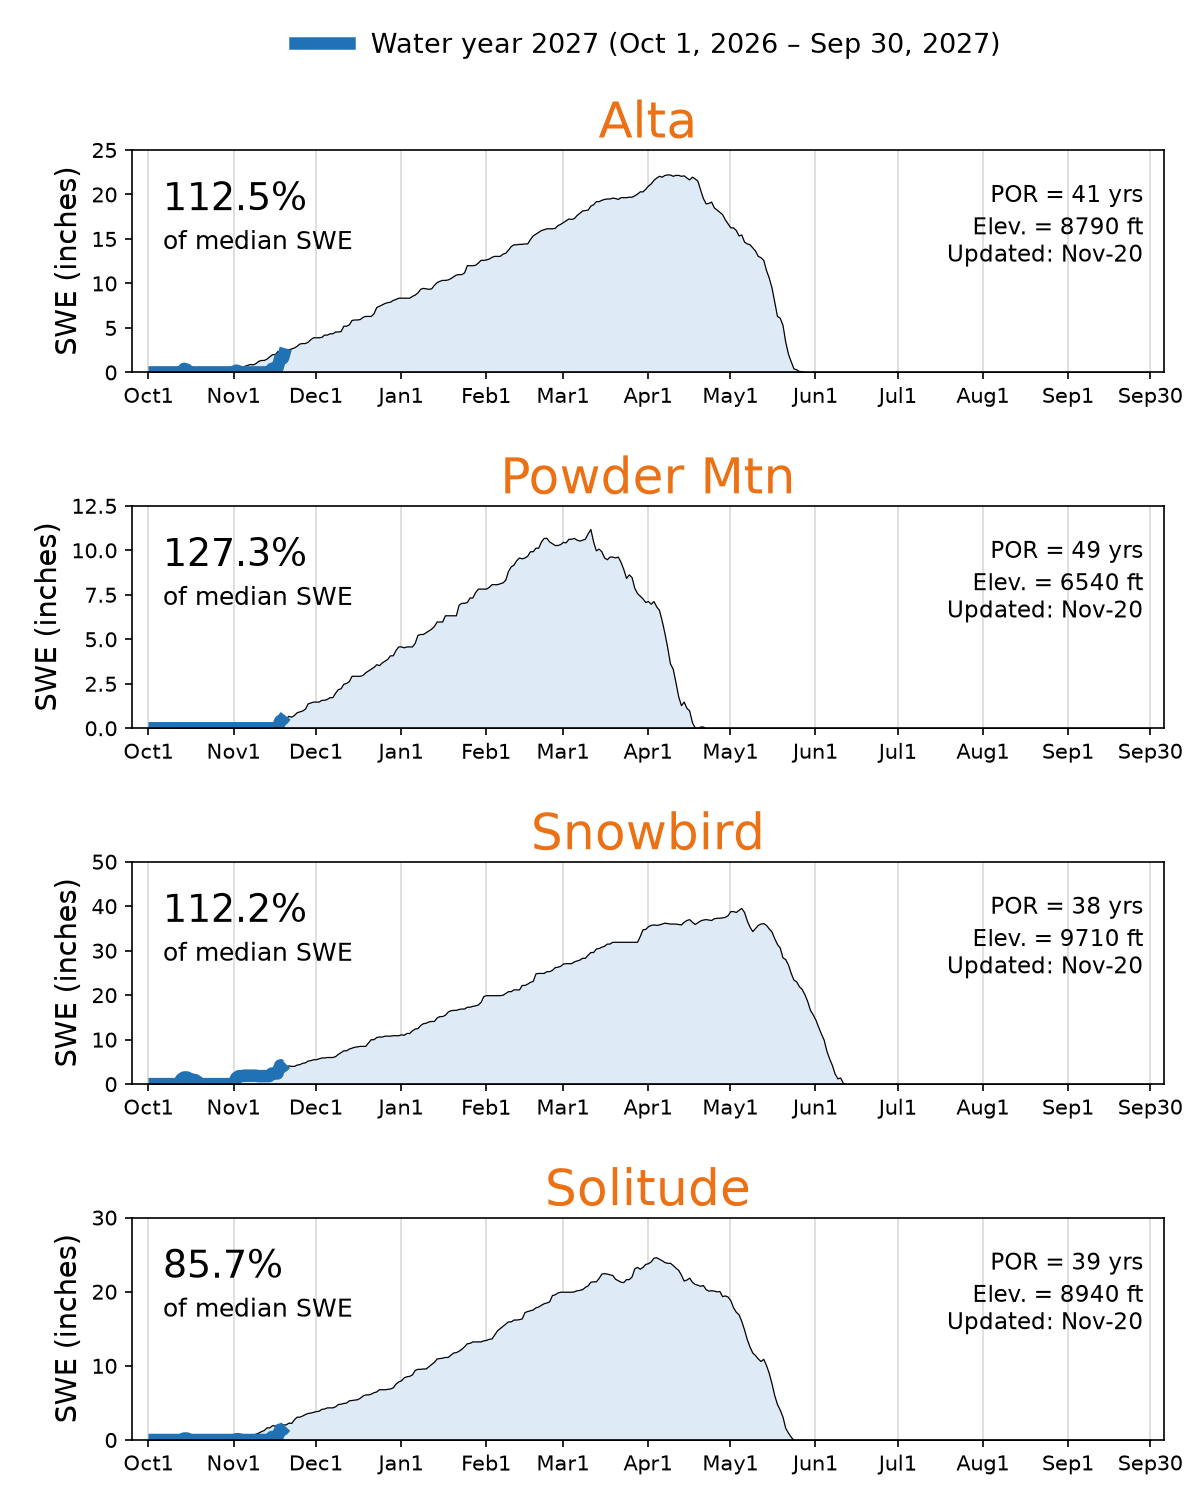 Water year 2027 (Oct 1, 2026 – Sep 30, 2027)
Alta
SWE (inches)
25
20
15
10
5
0
112.5%
of median SWE
POR = 41 yrs
Elev. = 8790 ft
Updated: Nov-20
Oct1 Nov1 Dec1 Jan1 Feb1 Mar1 Apr1 May1 Jun1 Jul1 Aug1 Sep1 Sep30
Powder Mtn
SWE (inches)
12.5
10.0
7.5
5.0
2.5
0.0
127.3%
of median SWE
POR = 49 yrs
Elev. = 6540 ft
Updated: Nov-20
Oct1 Nov1 Dec1 Jan1 Feb1 Mar1 Apr1 May1 Jun1 Jul1 Aug1 Sep1 Sep30
Snowbird
SWE (inches)
50
40
30
20
10
0
112.2%
of median SWE
POR = 38 yrs
Elev. = 9710 ft
Updated: Nov-20
Oct1 Nov1 Dec1 Jan1 Feb1 Mar1 Apr1 May1 Jun1 Jul1 Aug1 Sep1 Sep30
Solitude
SWE (inches)
30
20
10
0
85.7%
of median SWE
POR = 39 yrs
Elev. = 8940 ft
Updated: Nov-20
Oct1 Nov1 Dec1 Jan1 Feb1 Mar1 Apr1 May1 Jun1 Jul1 Aug1 Sep1 Sep30